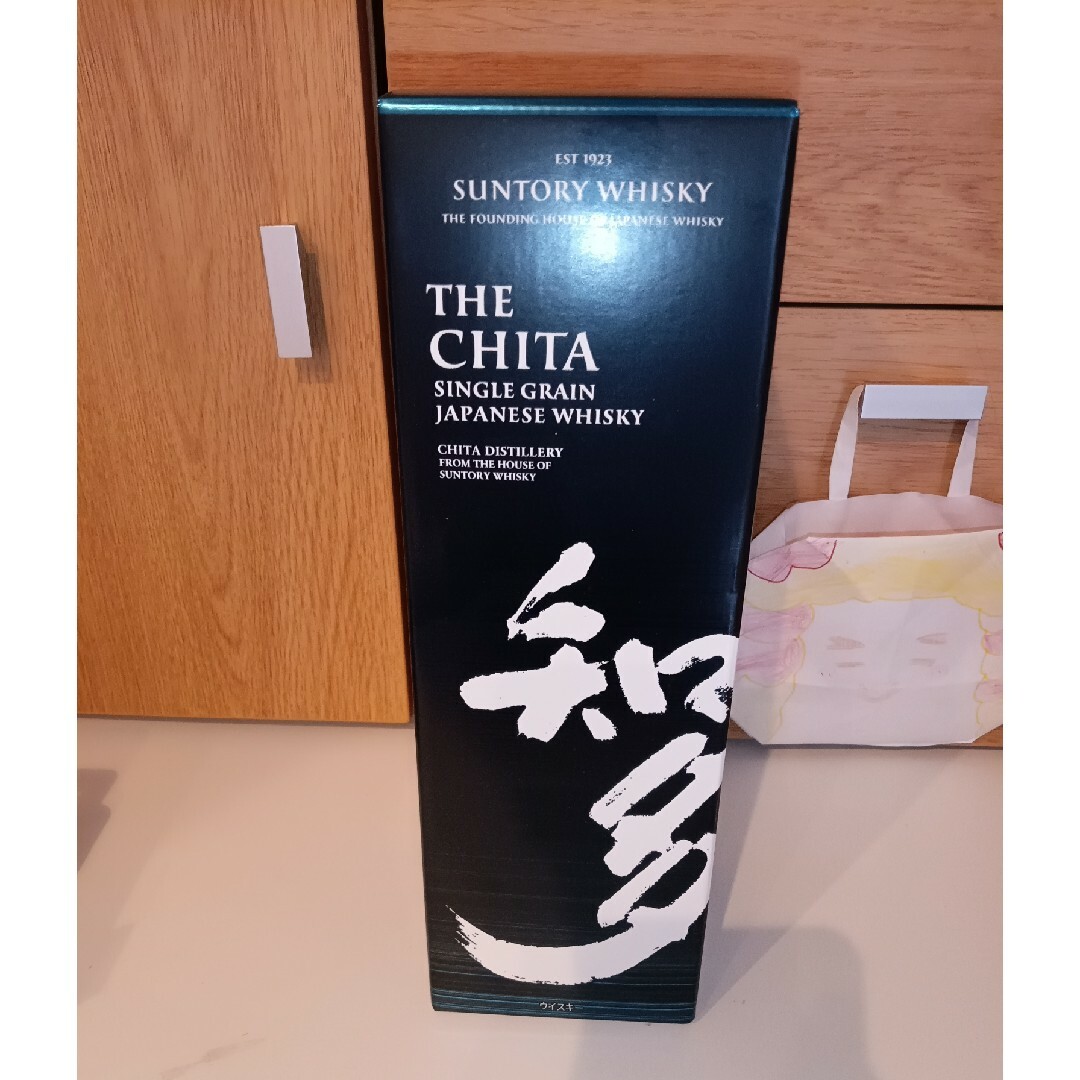 EST 1923
SUNTORY WHISKY
THE FOUNDING HOUSE OF JAPANESE WHISKY
THE
CHITA
SINGLE GRAIN
JAPANESE WHISKY
CHITA DISTILLERY
FROM THE HOUSE OF
SUNTORY WHISKY
知
多
ウイスキー